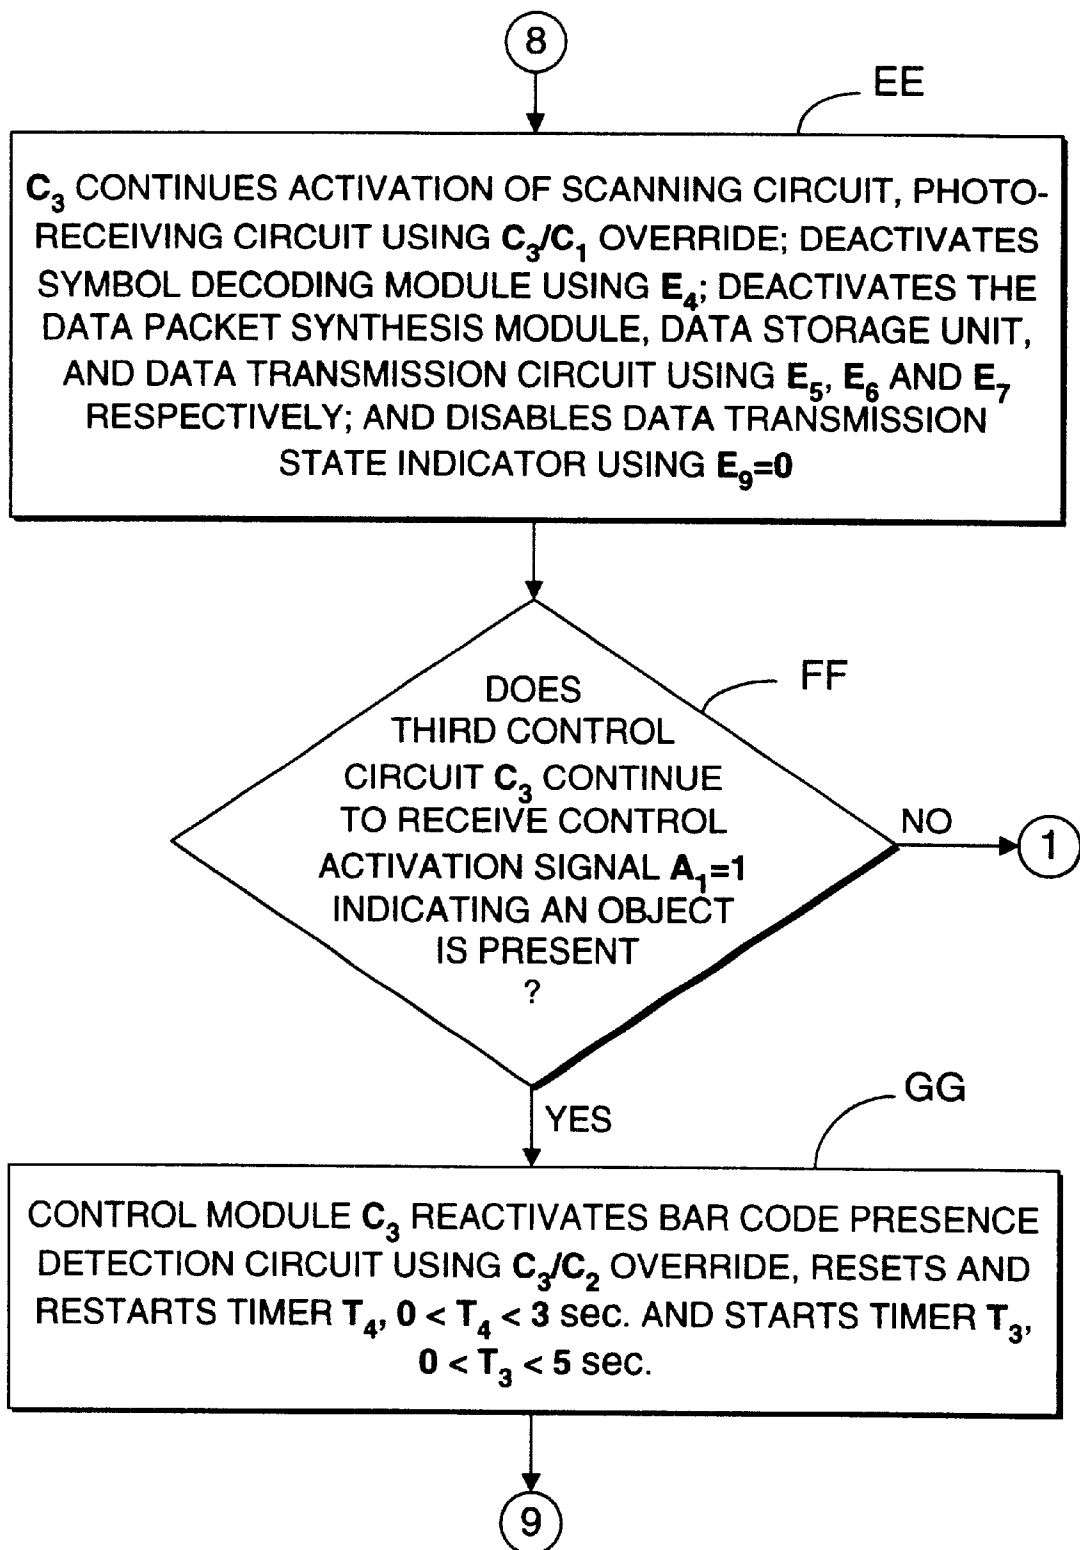 8
EE
C3 CONTINUES ACTIVATION OF SCANNING CIRCUIT, PHOTO-
RECEIVING CIRCUIT USING C3/C1 OVERRIDE; DEACTIVATES
SYMBOL DECODING MODULE USING E4; DEACTIVATES THE
DATA PACKET SYNTHESIS MODULE, DATA STORAGE UNIT,
AND DATA TRANSMISSION CIRCUIT USING E5, E6 AND E7
RESPECTIVELY; AND DISABLES DATA TRANSMISSION
STATE INDICATOR USING E9=0
FF
DOES
THIRD CONTROL
CIRCUIT C3 CONTINUE
TO RECEIVE CONTROL
ACTIVATION SIGNAL A1=1
INDICATING AN OBJECT
IS PRESENT
?
NO
1
YES
GG
CONTROL MODULE C3 REACTIVATES BAR CODE PRESENCE
DETECTION CIRCUIT USING C3/C2 OVERRIDE, RESETS AND
RESTARTS TIMER T4, 0 < T4 < 3 sec. AND STARTS TIMER T3,
0 < T3 < 5 sec.
9